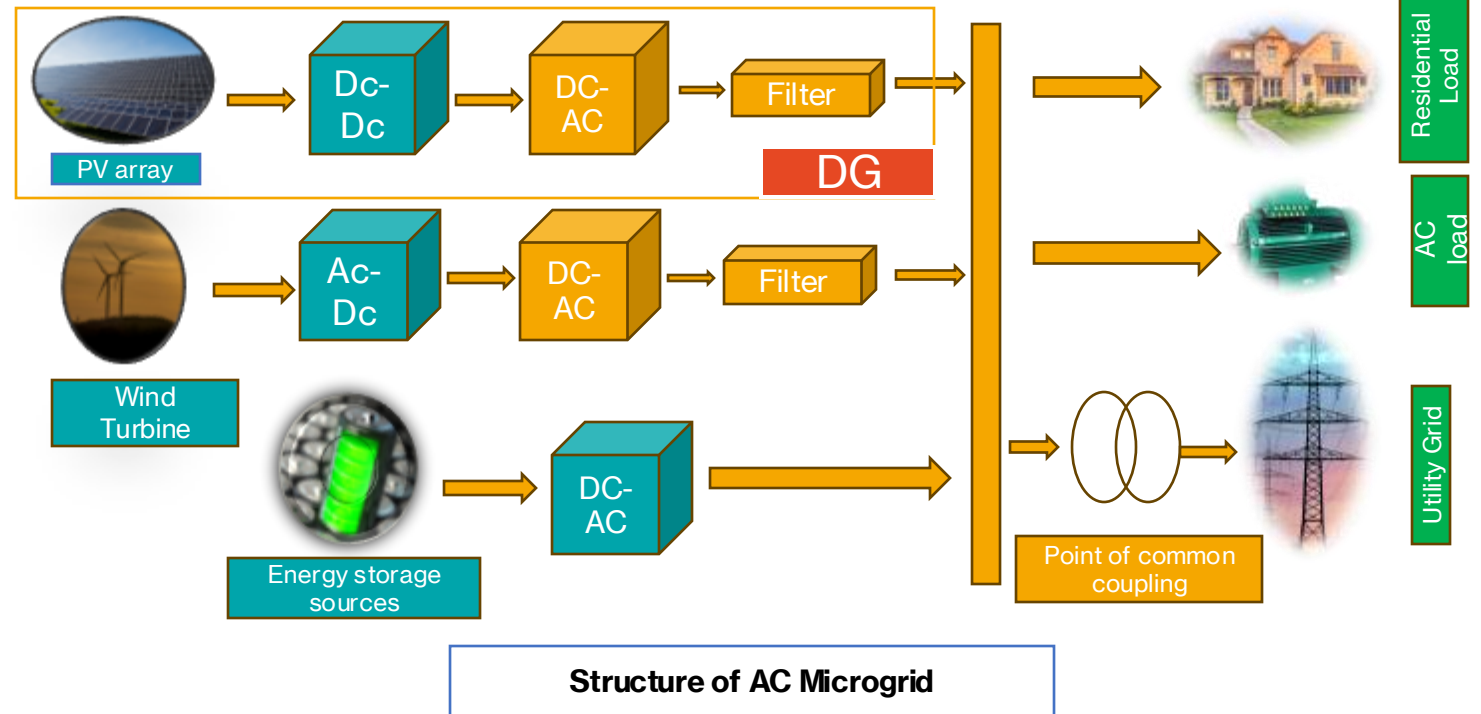 Dc-
Dc
DC-
AC
Filter
PV array
DG
Residential
Load
Ac-
Dc
DC-
AC
Filter
AC
load
Wind
Turbine
DC-
AC
Energy storage
sources
Point of common
coupling
Utility Grid
Structure of AC Microgrid